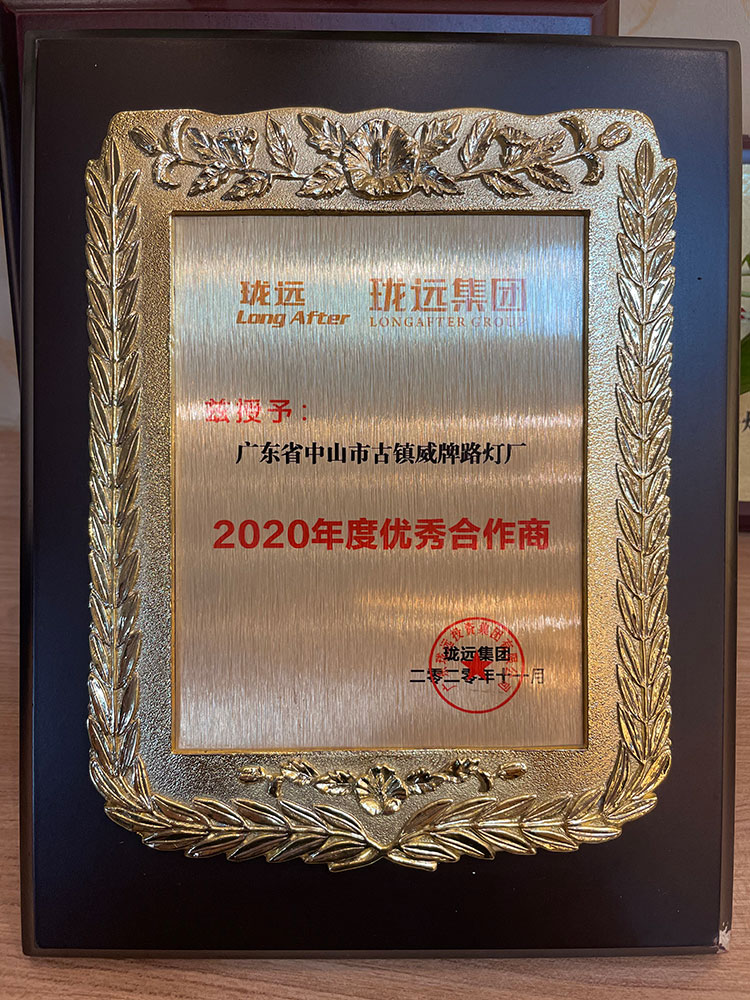 珑远 珑远集团
Long After LONGAFTER GROUP
兹授予：
广东省中山市古镇威牌路灯厂
2020年度优秀合作商
珑远集团
二零二零年十一月